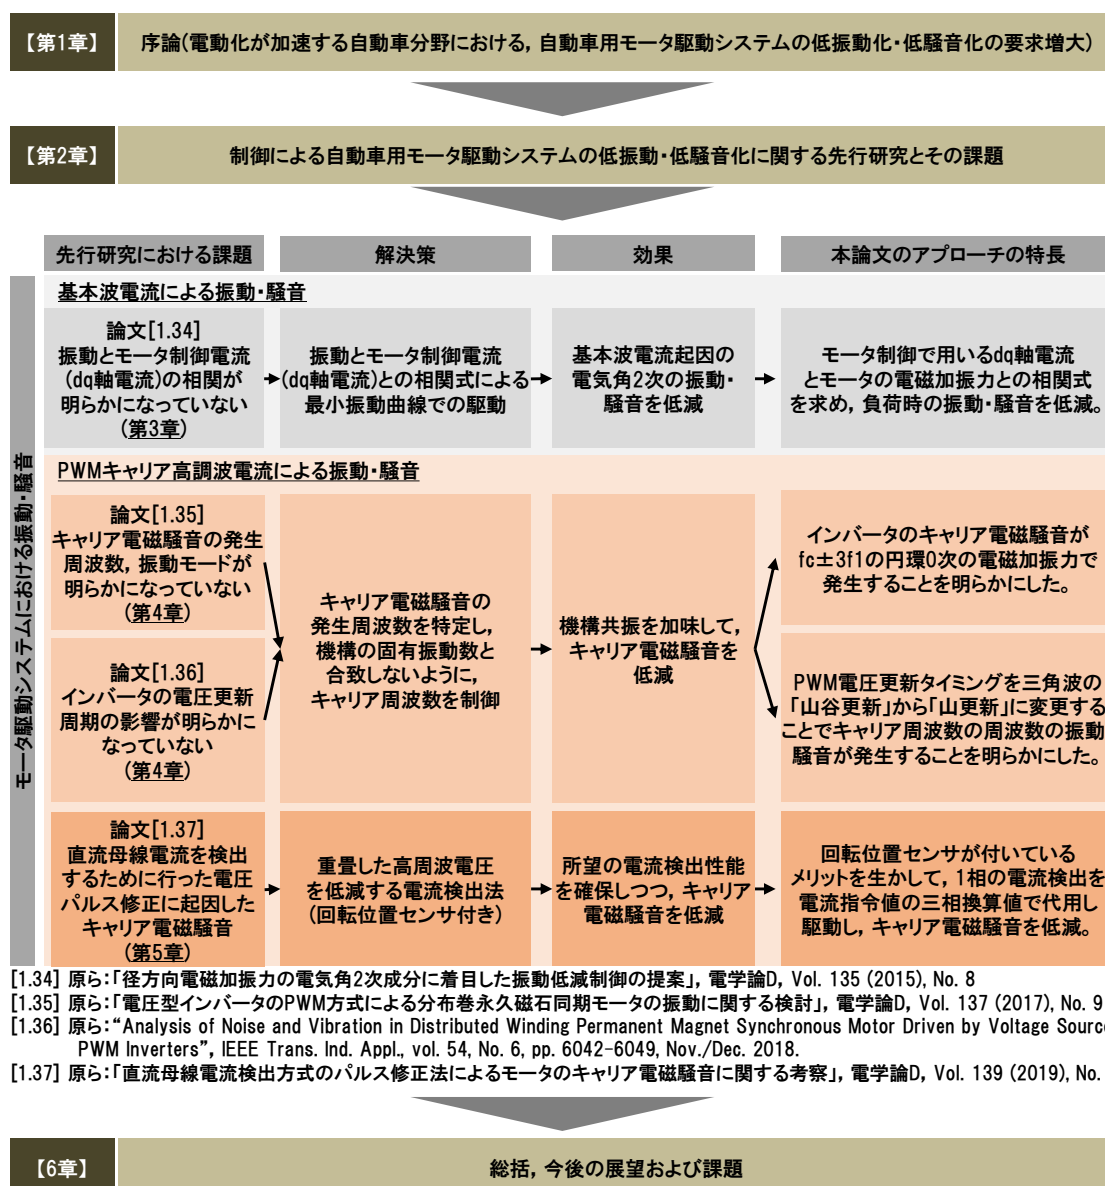 【第1章】
序論(電動化が加速する自動車分野における, 自動車用モータ駆動システムの低振動化・低騒音化の要求増大)
【第2章】
制御による自動車用モータ駆動システムの低振動・低騒音化に関する先行研究とその課題
先行研究における課題
解決策
効果
本論文のアプローチの特長
モータ駆動システムにおける振動・騒音
基本波電流による振動・騒音
論文[1.34]
振動とモータ制御電流
(dq軸電流)の相関が
明らかになっていない
(第3章)
振動とモータ制御電流
(dq軸電流)との相関式による
最小振動曲線での駆動
基本波電流起因の
電気角2次の振動・
騒音を低減
モータ制御で用いるdq軸電流
とモータの電磁加振力との相関式
を求め, 負荷時の振動・騒音を低減。
PWMキャリア高調波電流による振動・騒音
論文[1.35]
キャリア電磁騒音の発生
周波数, 振動モードが
明らかになっていない
(第4章)
論文[1.36]
インバータの電圧更新
周期の影響が明らかに
なっていない
(第4章)
キャリア電磁騒音の
発生周波数を特定し,
機構の固有振動数と
合致しないように,
キャリア周波数を制御
機構共振を加味して,
キャリア電磁騒音を
低減
インバータのキャリア電磁騒音が
fc±3f1の円環0次の電磁加振力で
発生することを明らかにした。
PWM電圧更新タイミングを三角波の
「山谷更新」から「山更新」に変更する
ことでキャリア周波数の周波数の振動
騒音が発生することを明らかにした。
論文[1.37]
直流母線電流を検出
するために行った電圧
パルス修正に起因した
キャリア電磁騒音
(第5章)
重畳した高周波電圧
を低減する電流検出法
(回転位置センサ付き)
所望の電流検出性能
を確保しつつ, キャリア
電磁騒音を低減
回転位置センサが付いている
メリットを生かして, 1相の電流検出を
電流指令値の三相換算値で代用し
駆動し, キャリア電磁騒音を低減。
[1.34] 原ら:「径方向電磁加振力の電気角2次成分に着目した振動低減制御の提案」, 電学論D, Vol. 135 (2015), No. 8
[1.35] 原ら:「電圧型インバータのPWM方式による分布巻永久磁石同期モータの振動に関する検討」, 電学論D, Vol. 137 (2017), No. 9
[1.36] 原ら:“Analysis of Noise and Vibration in Distributed Winding Permanent Magnet Synchronous Motor Driven by Voltage Source
PWM Inverters”, IEEE Trans. Ind. Appl., vol. 54, No. 6, pp. 6042-6049, Nov./Dec. 2018.
[1.37] 原ら:「直流母線電流検出方式のパルス修正法によるモータのキャリア電磁騒音に関する考察」, 電学論D, Vol. 139 (2019), No.
【6章】
総括, 今後の展望および課題